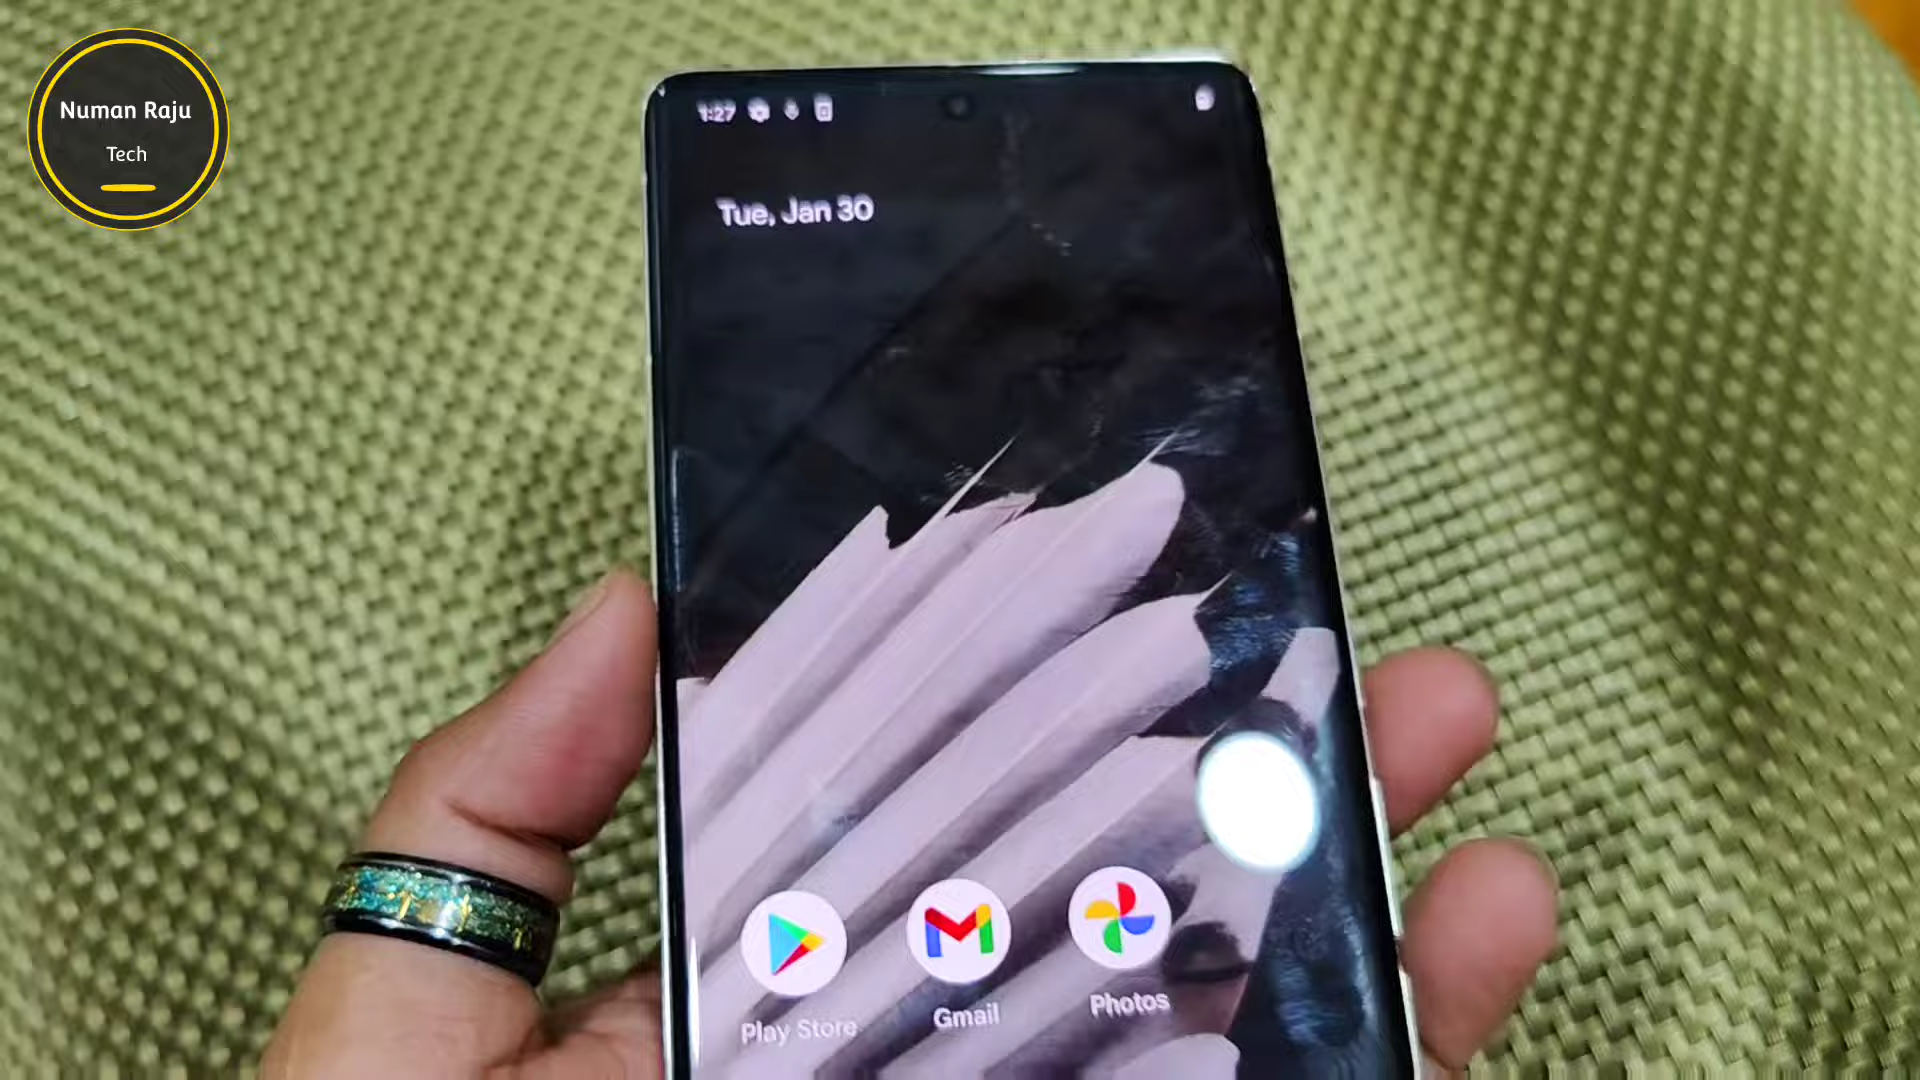 Numan Raju
Tech
1:27
Tue, Jan 30
Play Store
Gmail
Photos